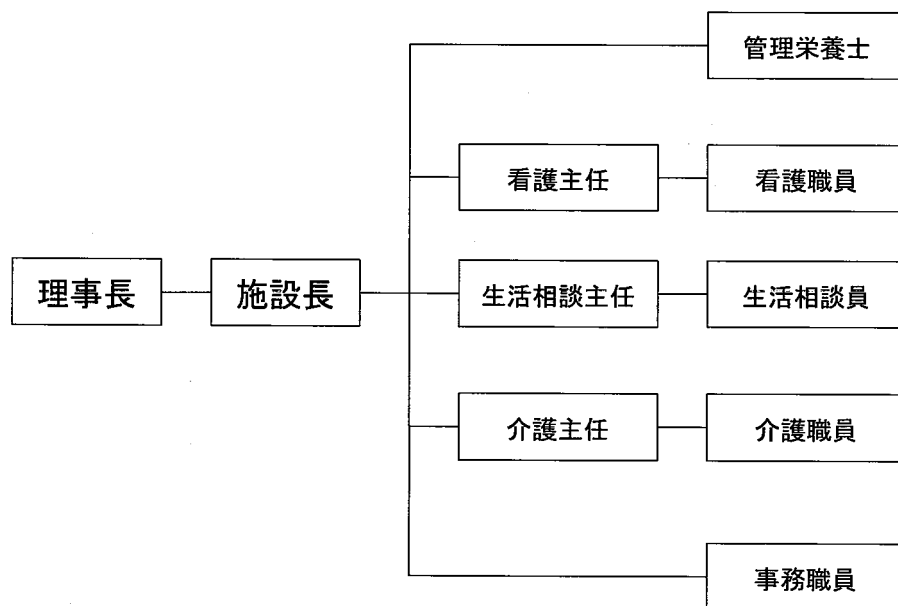 管理栄養士
看護主任
看護職員
理事長
施設長
生活相談主任
生活相談員
介護主任
介護職員
事務職員